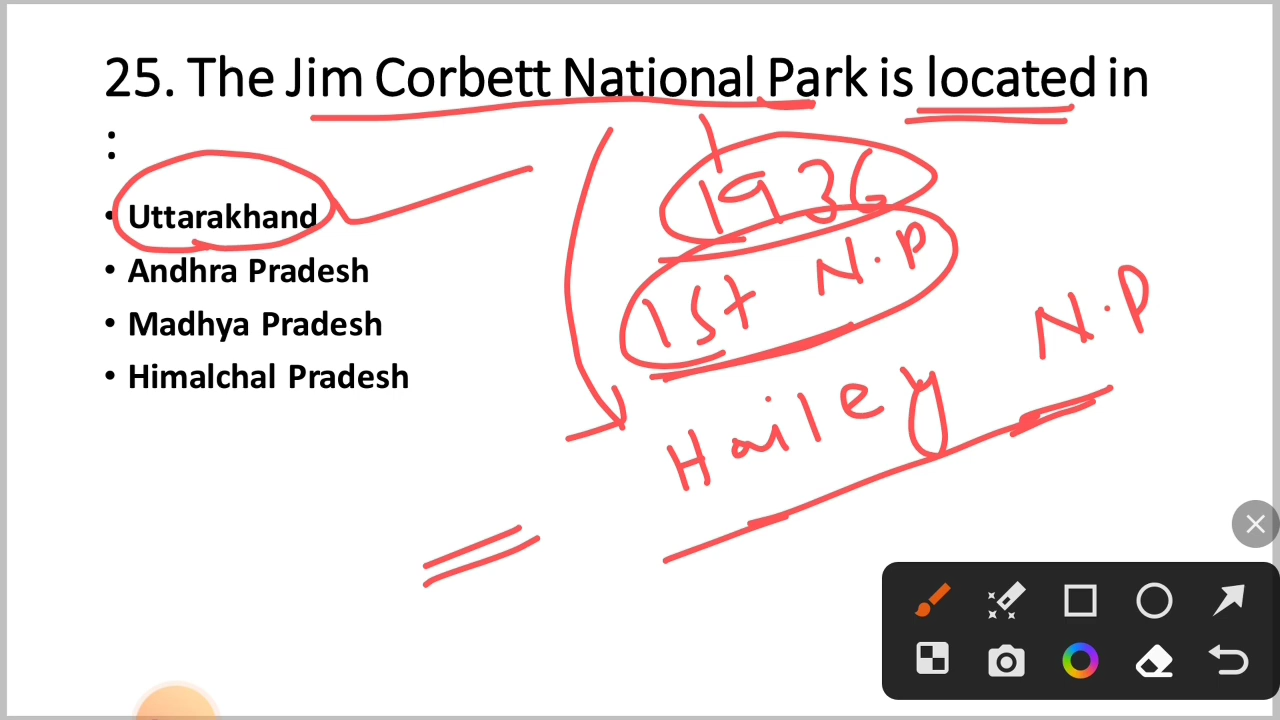 25. The Jim Corbett National Park is located in
:
• Uttarakhand
• Andhra Pradesh
• Madhya Pradesh
• Himalchal Pradesh
1936
1st N.P
Hailey N.P